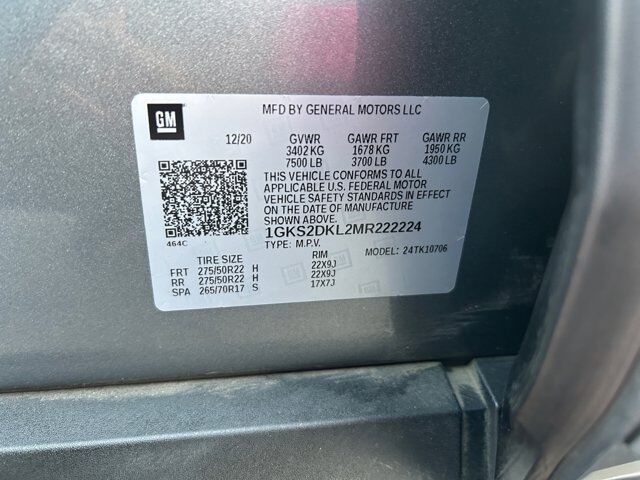 GM
MFD BY GENERAL MOTORS LLC
12/20 GVWR GAWR FRT GAWR RR
3402 KG 1678 KG 1950 KG
7500 LB 3700 LB 4300 LB
THIS VEHICLE CONFORMS TO ALL
APPLICABLE U.S. FEDERAL MOTOR
VEHICLE SAFETY STANDARDS IN EFFECT
ON THE DATE OF MANUFACTURE
SHOWN ABOVE.
464C
1GKS2DKL2MR222224
TYPE: M.P.V. MODEL: 24TK10706
TIRE SIZE RIM
FRT 275/50R22 H 22X9J
RR 275/50R22 H 22X9J
SPA 265/70R17 S 17X7J